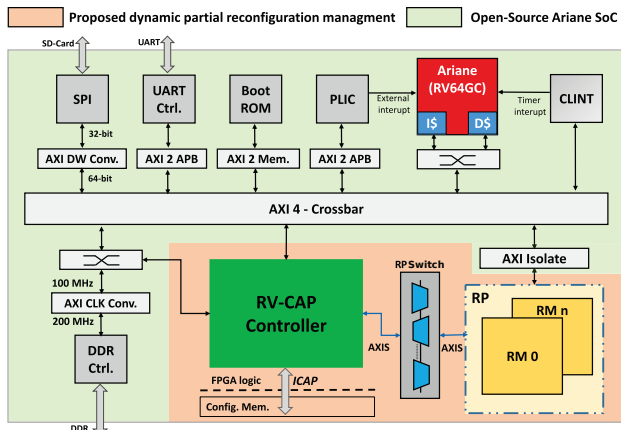 Proposed dynamic partial reconfiguration managment
Open-Source Ariane SoC
SD-Card
UART
SPI
UART
Ctrl.
Boot
ROM
PLIC
External
interupt
Ariane
(RV64GC)
I$
D$
Timer
interupt
CLINT
32-bit
AXI DW Conv.
AXI 2 APB
AXI 2 Mem.
AXI 2 APB
64-bit
AXI 4 - Crossbar
AXI Isolate
RP Switch
100 MHz
AXI CLK Conv.
200 MHz
DDR
Ctrl.
RV-CAP
Controller
AXIS
AXIS
RP
RM n
RM 0
FPGA logic
ICAP
Config. Mem.
DDR